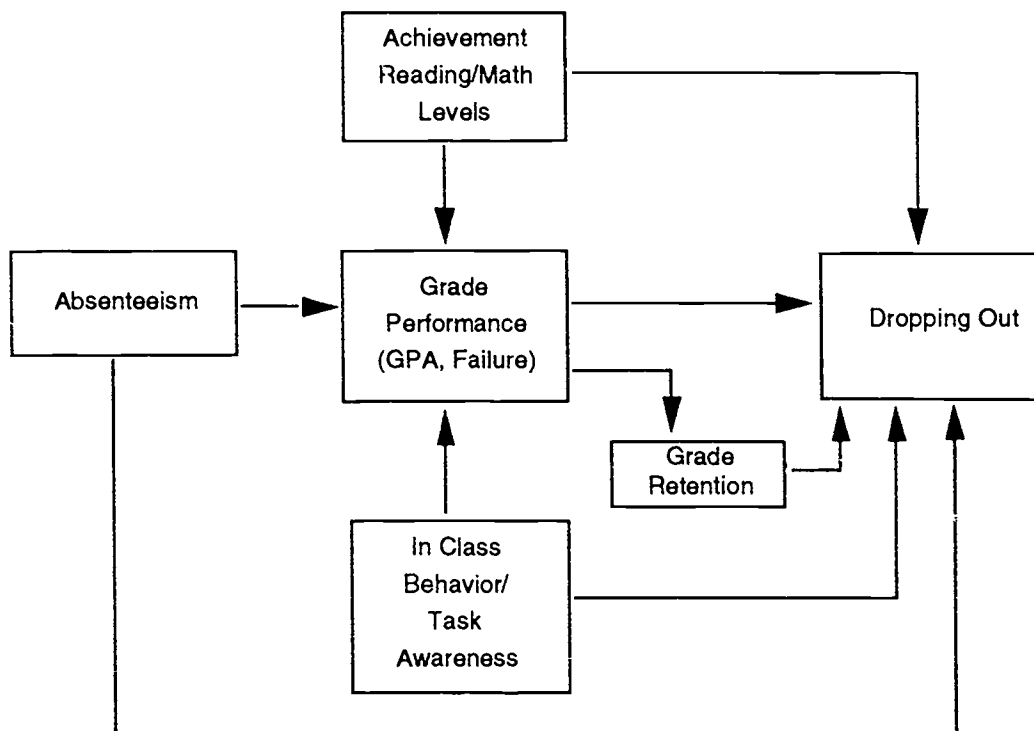 Achievement
Reading/Math
Levels
Absenteeism
Grade
Performance
(GPA, Failure)
Dropping Out
Grade
Retention
In Class
Behavior/
Task
Awareness